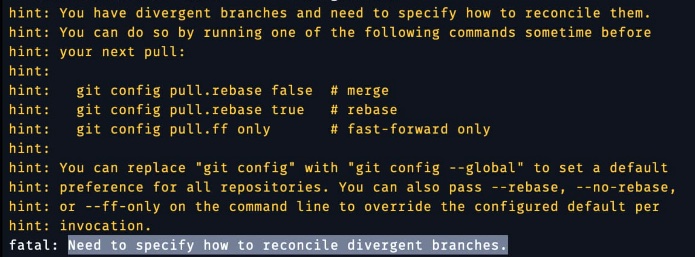 hint: You have divergent branches and need to specify how to reconcile them.
hint: You can do so by running one of the following commands sometime before
hint: your next pull:
hint:
hint:   git config pull.rebase false  # merge
hint:   git config pull.rebase true   # rebase
hint:   git config pull.ff only       # fast-forward only
hint:
hint: You can replace "git config" with "git config --global" to set a default
hint: preference for all repositories. You can also pass --rebase, --no-rebase,
hint: or --ff-only on the command line to override the configured default per
hint: invocation.
fatal: Need to specify how to reconcile divergent branches.